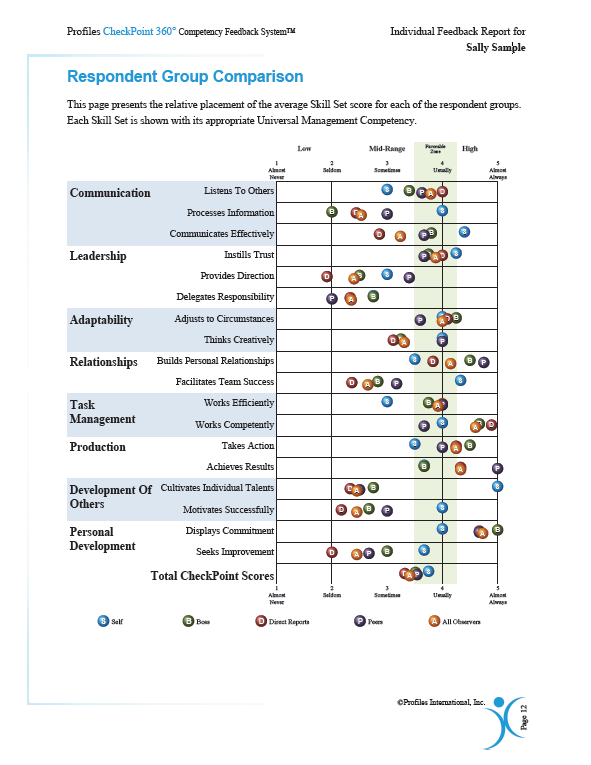 Profiles CheckPoint 360° Competency Feedback System™
Individual Feedback Report for
Sally Sample
Respondent Group Comparison
This page presents the relative placement of the average Skill Set score for each of the respondent groups.
Each Skill Set is shown with its appropriate Universal Management Competency.
Low Mid-Range Favorable Zone High
1 2 3 4 5
Almost Never Seldom Sometimes Usually Almost Always
Communication Listens To Others
Processes Information
Communicates Effectively
Leadership Instills Trust
Provides Direction
Delegates Responsibility
Adaptability Adjusts to Circumstances
Thinks Creatively
Relationships Builds Personal Relationships
Facilitates Team Success
Task Management Works Efficiently
Works Competently
Production Takes Action
Achieves Results
Development Of Others Cultivates Individual Talents
Motivates Successfully
Personal Development Displays Commitment
Seeks Improvement
Total CheckPoint Scores
1 2 3 4 5
Almost Never Seldom Sometimes Usually Almost Always
S Self B Boss D Direct Reports P Peers A All Observers
©Profiles International, Inc.
Page 12